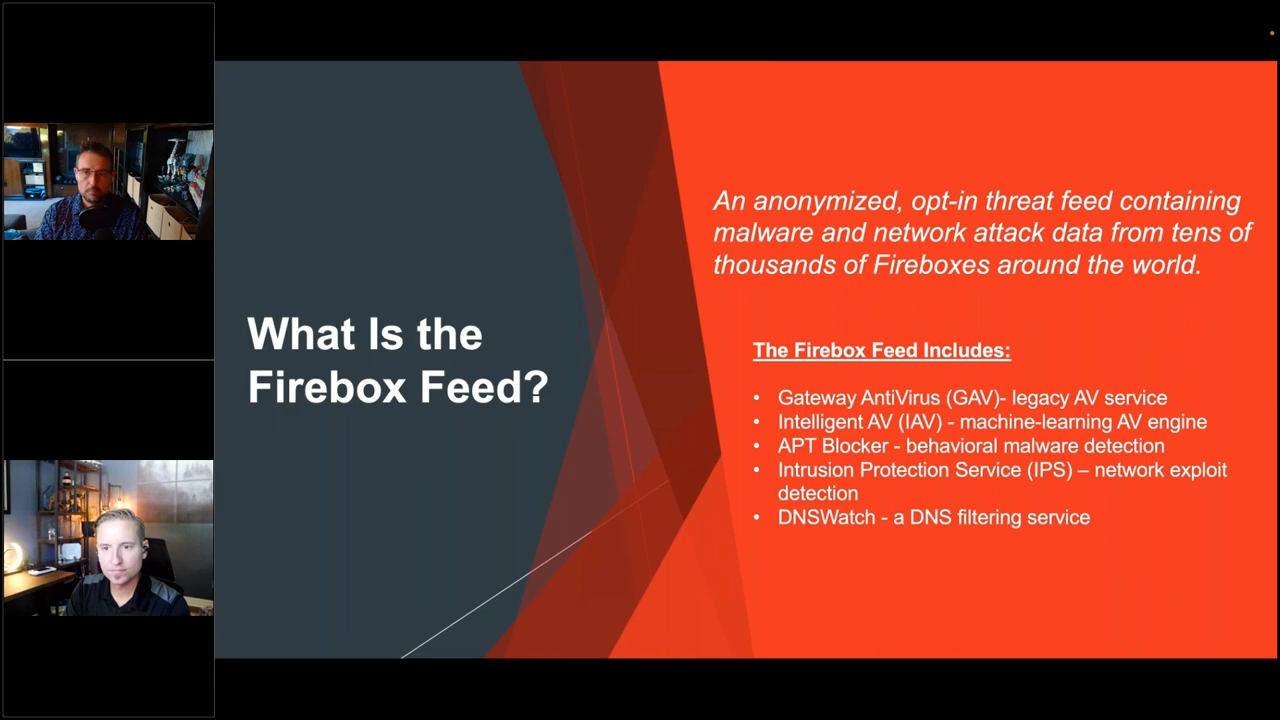 What Is the
Firebox Feed?
An anonymized, opt-in threat feed containing
malware and network attack data from tens of
thousands of Fireboxes around the world.
The Firebox Feed Includes:
• Gateway AntiVirus (GAV)- legacy AV service
• Intelligent AV (IAV) - machine-learning AV engine
• APT Blocker - behavioral malware detection
• Intrusion Protection Service (IPS) – network exploit
detection
• DNSWatch - a DNS filtering service